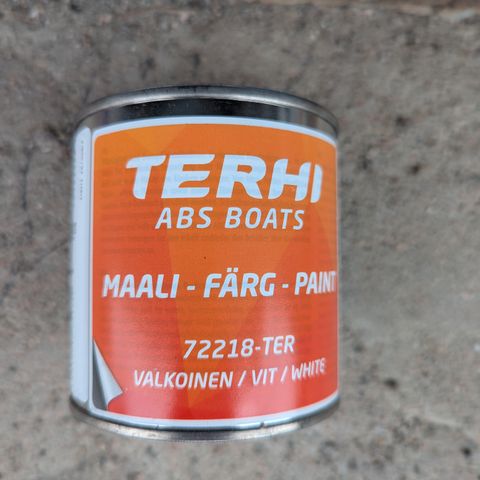 TERHI
ABS BOATS
MAALI - FÄRG - PAINT
72218-TER
VALKOINEN / VIT / WHITE